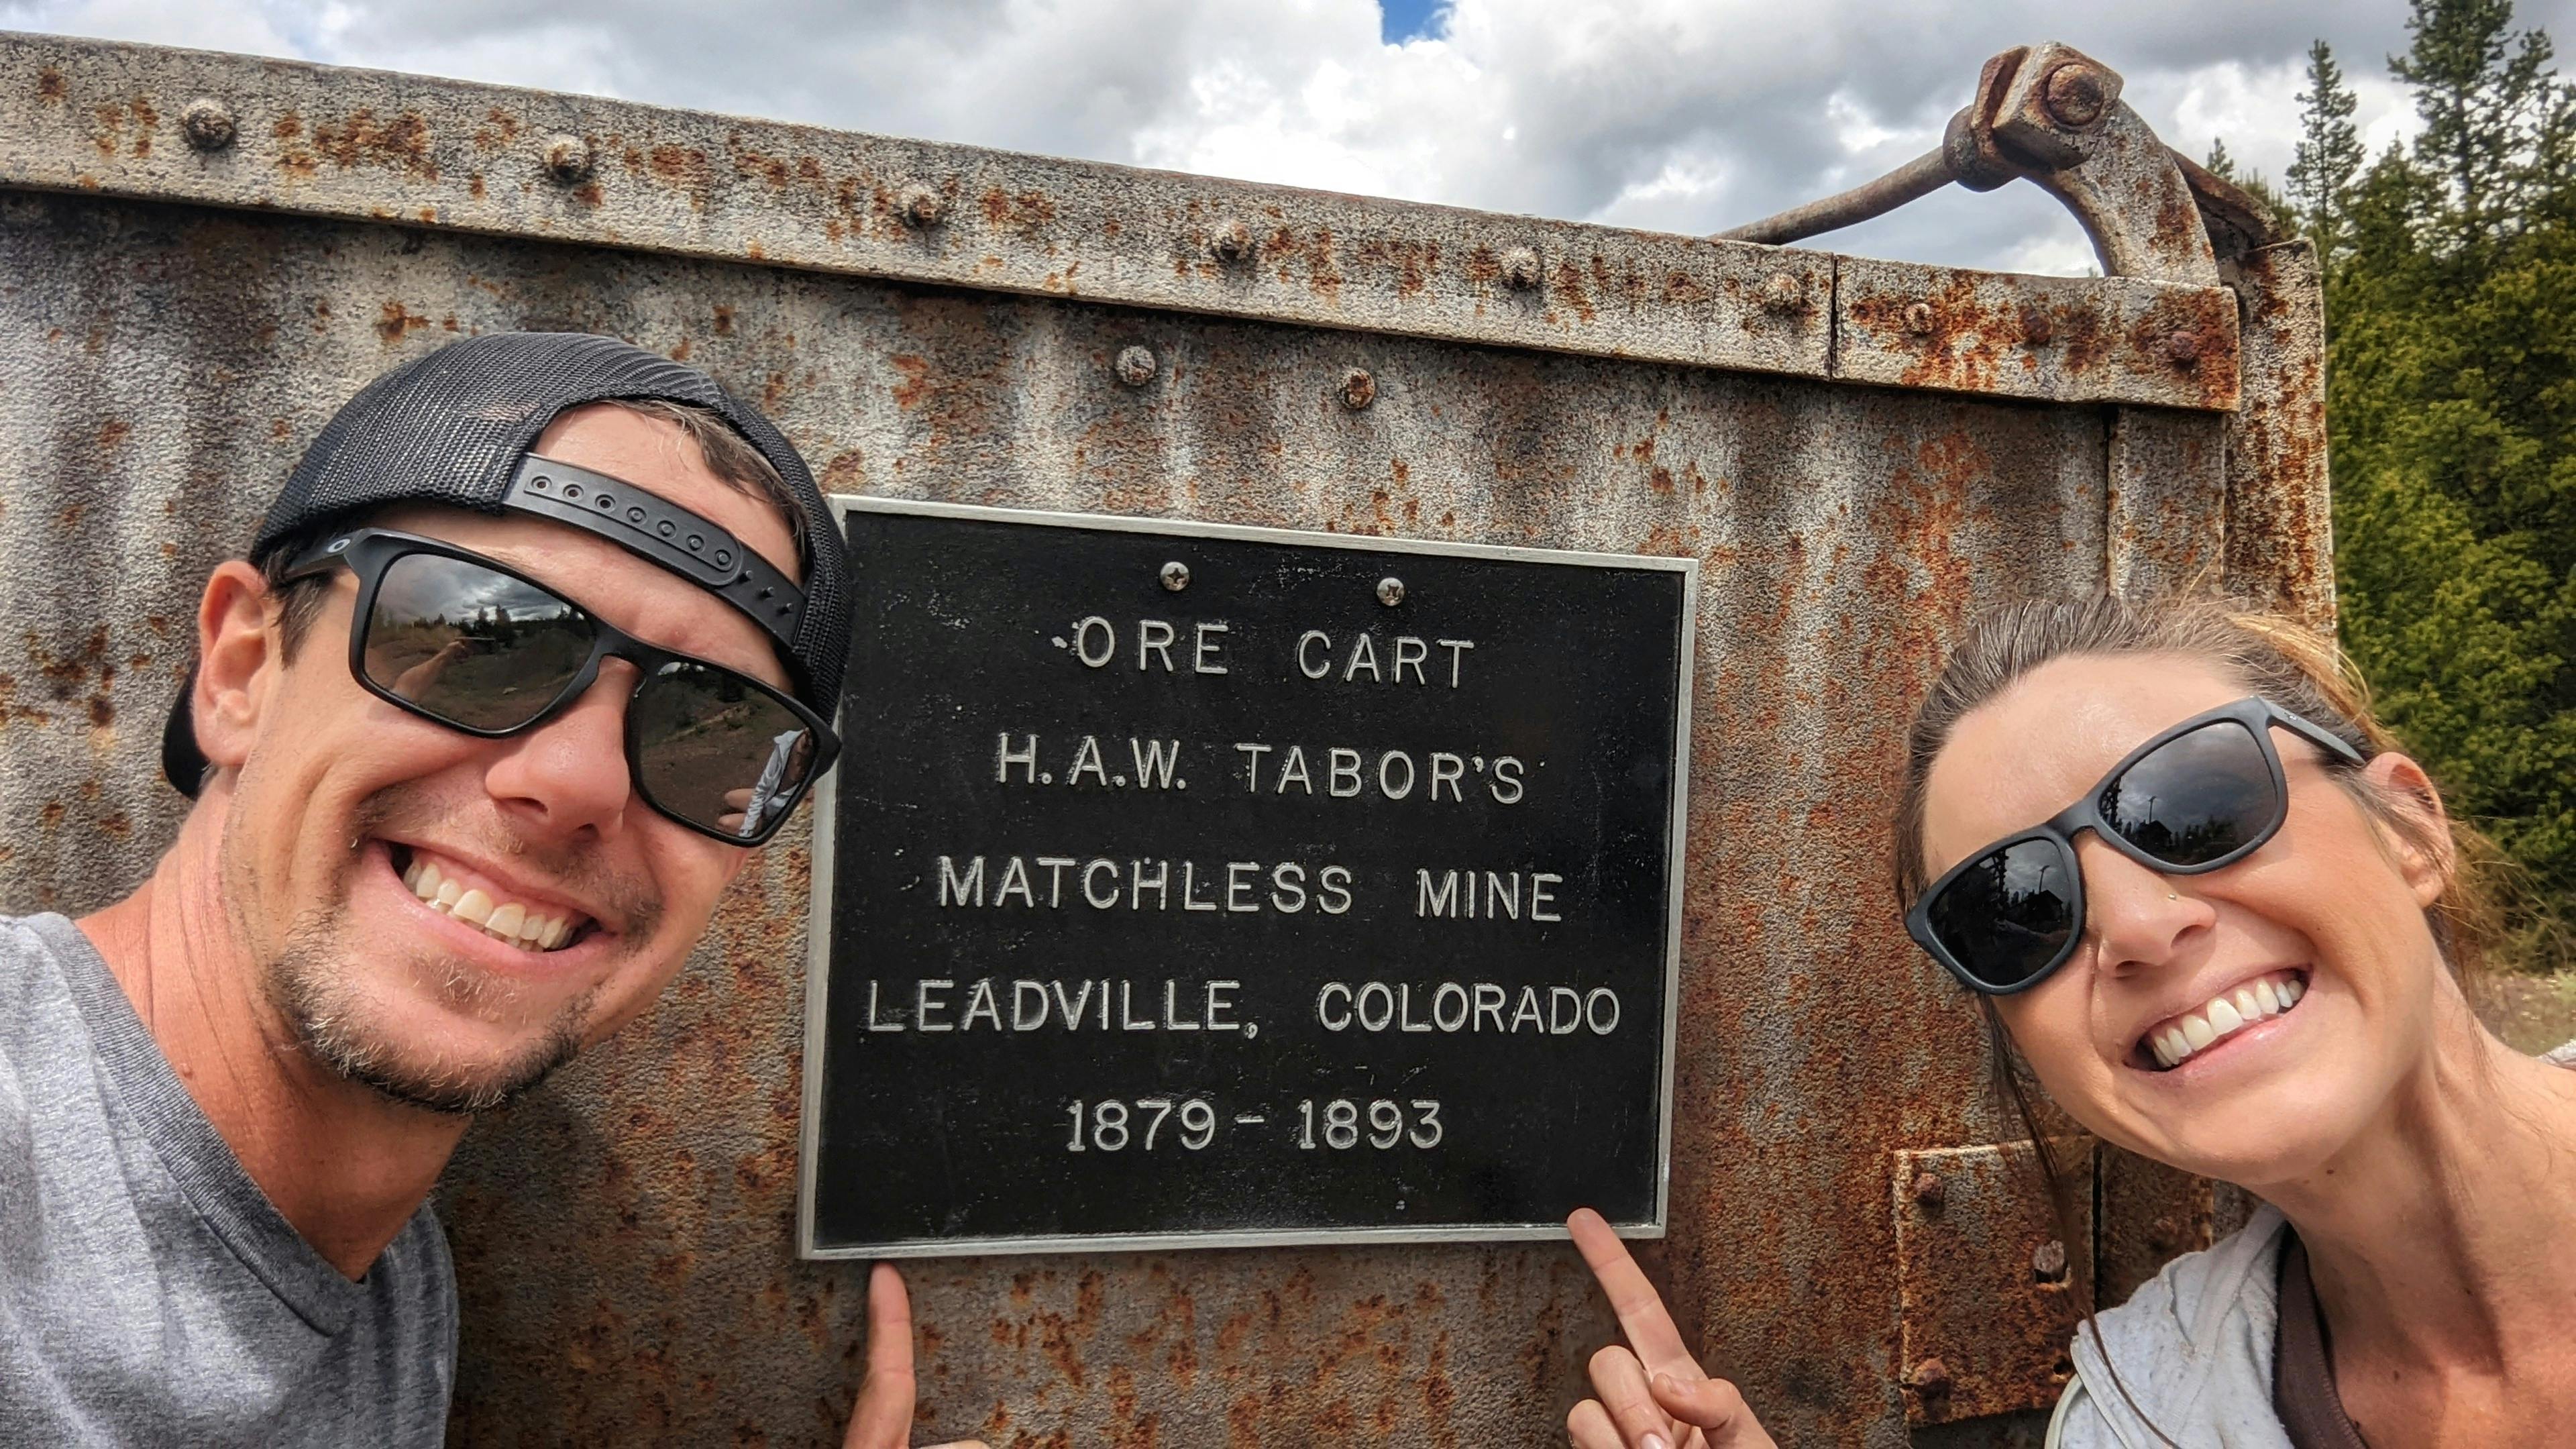 ORE CART
H.A.W. TABOR'S
MATCHLESS MINE
LEADVILLE, COLORADO
1879 - 1893